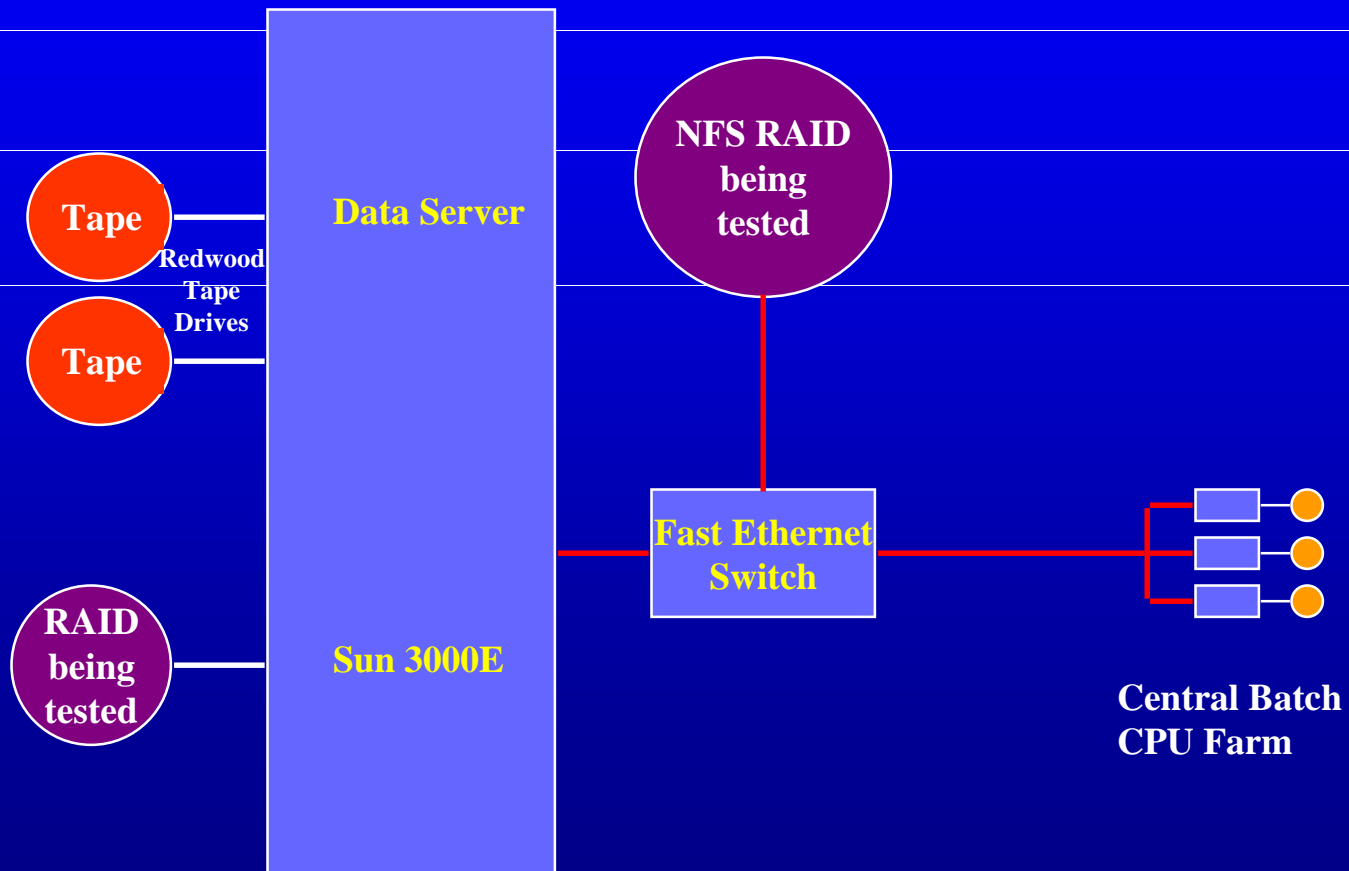 Tape
Redwood
Tape
Drives
Tape
RAID
being
tested
Data Server
Sun 3000E
NFS RAID
being
tested
Fast Ethernet
Switch
Central Batch
CPU Farm